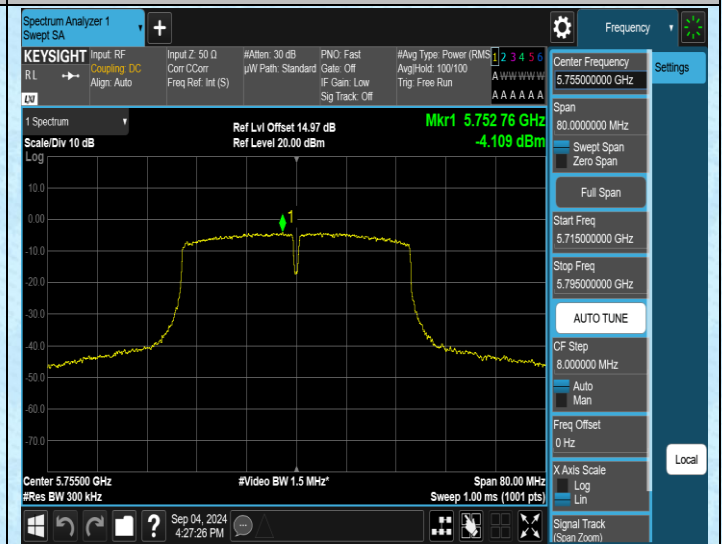 Spectrum Analyzer 1
Swept SA
Frequency
KEYSIGHT
RL
LXI
Input: RF
Coupling: DC
Align: Auto
Input Z: 50 Ω
Corr CCorr
Freq Ref: Int (S)
#Atten: 30 dB
µW Path: Standard
PNO: Fast
Gate: Off
IF Gain: Low
Sig Track: Off
#Avg Type: Power (RMS
Avg|Hold: 100/100
Trig: Free Run
1 2 3 4 5 6
A W W W W W
A A A A A A
1 Spectrum
Scale/Div 10 dB
Log
Ref Lvl Offset 14.97 dB
Ref Level 20.00 dBm
Mkr1 5.752 76 GHz
-4.109 dBm
10.0
0.00
-10.0
-20.0
-30.0
-40.0
-50.0
-60.0
-70.0
1
Center 5.75500 GHz
#Res BW 300 kHz
#Video BW 1.5 MHz*
Span 80.00 MHz
Sweep 1.00 ms (1001 pts)
Center Frequency
5.755000000 GHz
Settings
Span
80.0000000 MHz
Swept Span
Zero Span
Full Span
Start Freq
5.715000000 GHz
Stop Freq
5.795000000 GHz
AUTO TUNE
CF Step
8.000000 MHz
Auto
Man
Freq Offset
0 Hz
X Axis Scale
Log
Lin
Signal Track
(Span Zoom)
Local
?
Sep 04, 2024
4:27:26 PM